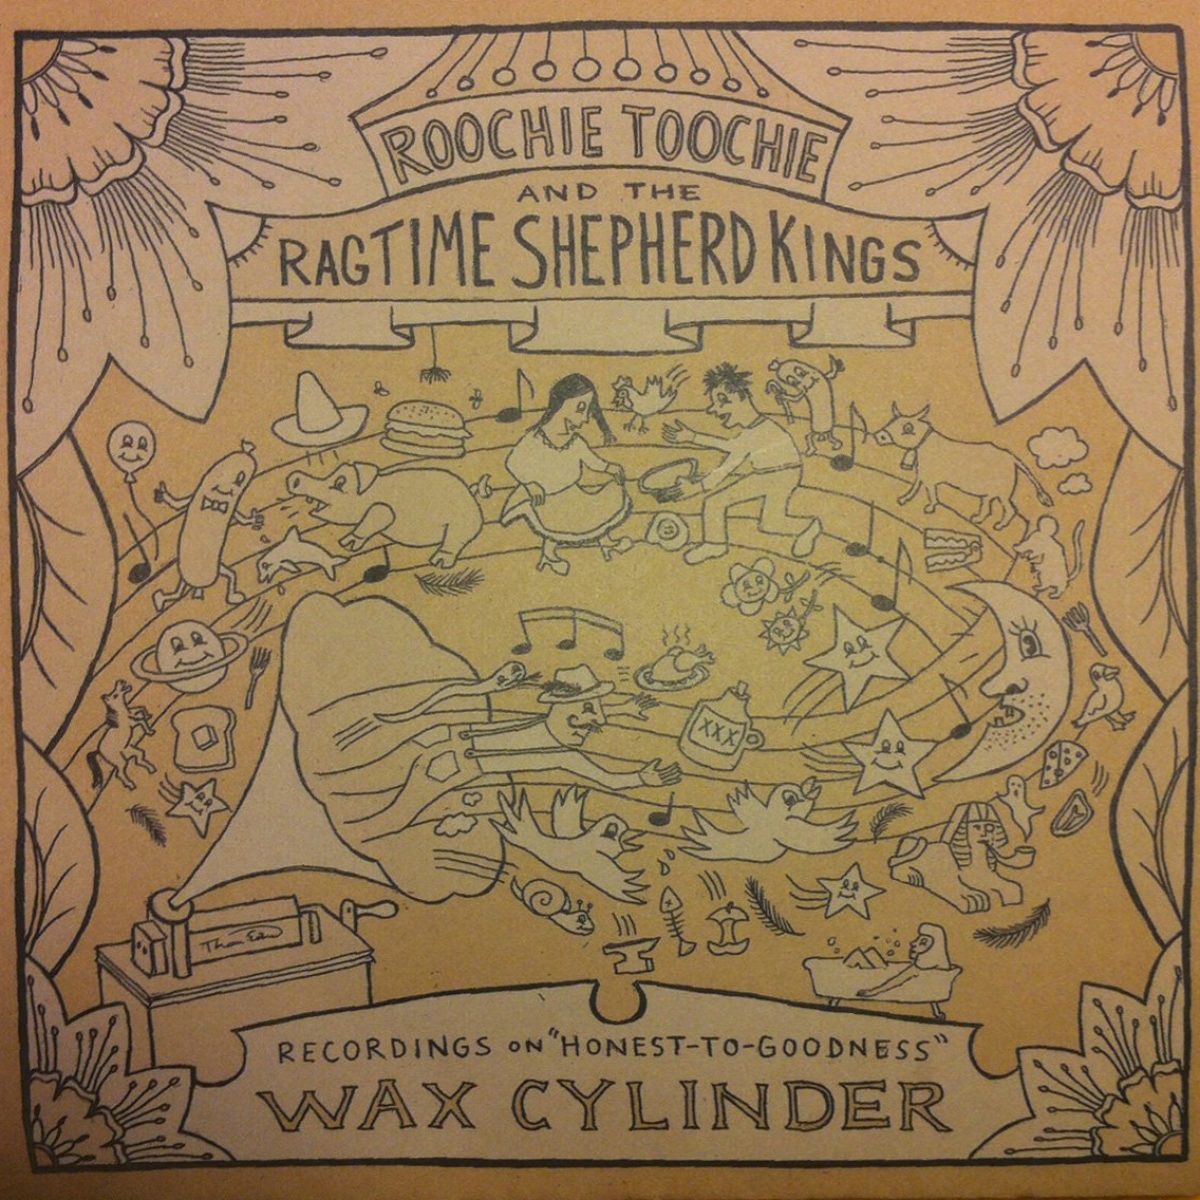 ROOCHIE TOOCHIE
AND THE
RAGTIME SHEPHERD KINGS
XXX
RECORDINGS ON "HONEST-TO-GOODNESS"
WAX CYLINDER